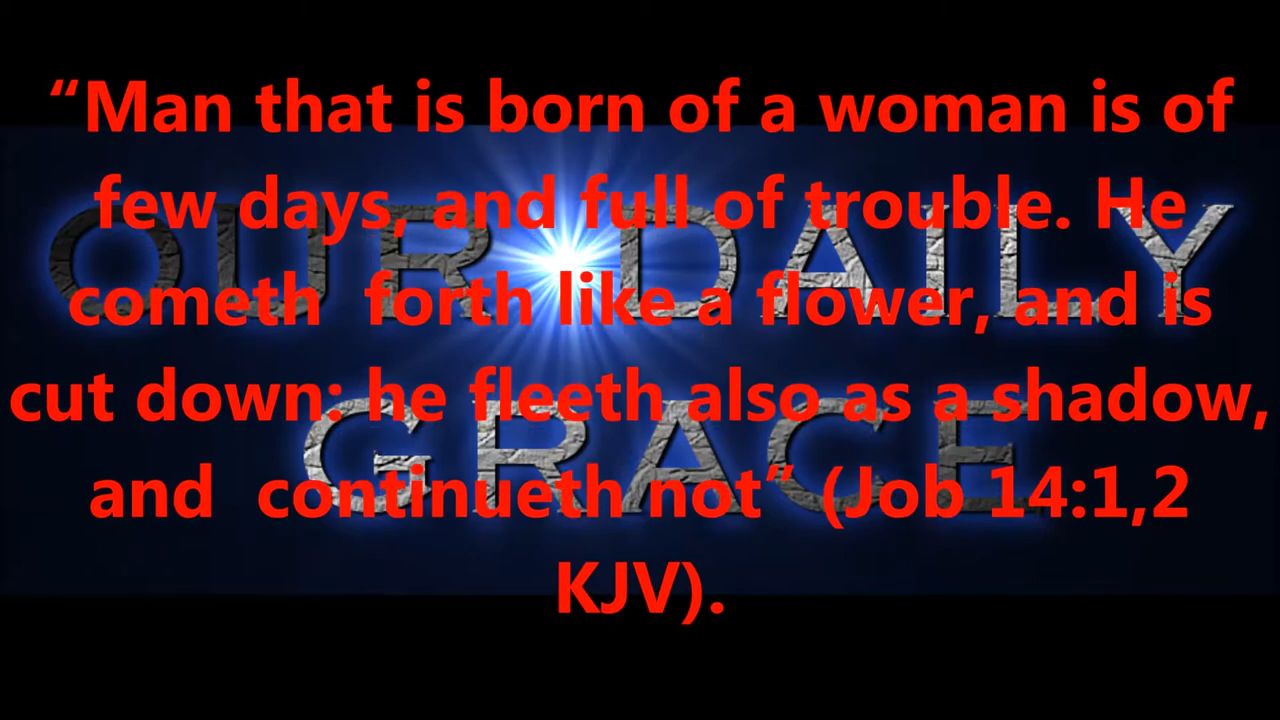 “Man that is born of a woman is of
few days, and full of trouble. He
cometh  forth like a flower, and is
cut down: he fleeth also as a shadow,
and  continueth not” (Job 14:1,2
KJV).
OUR DAILY
GRACE